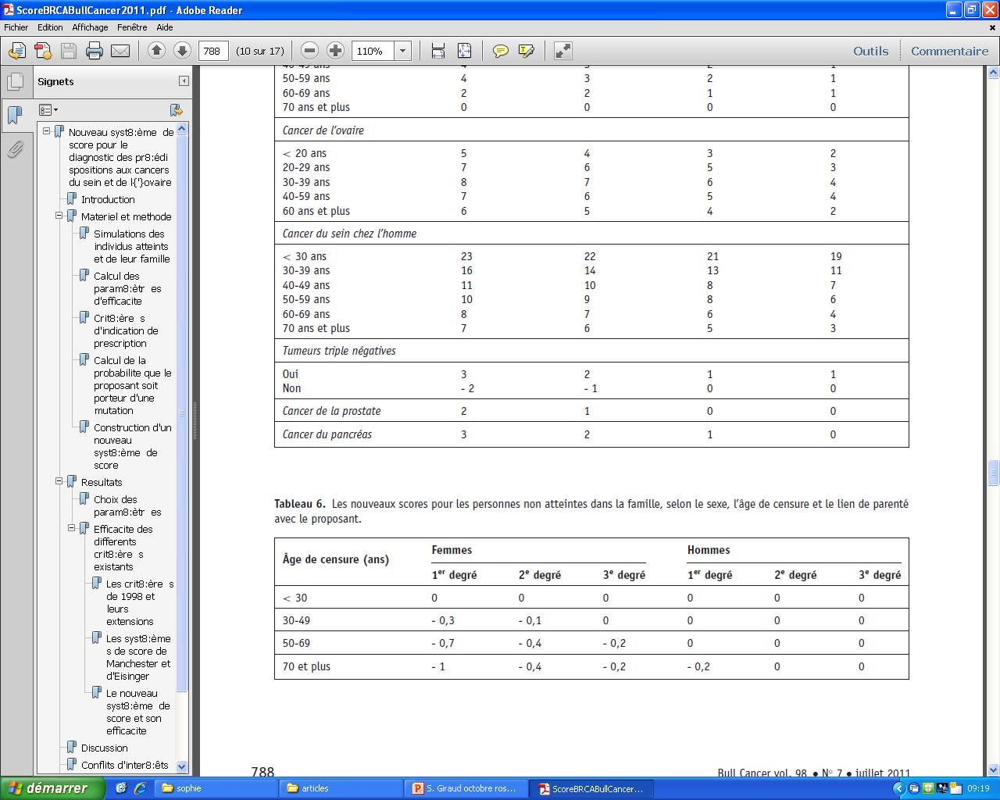 ScoreBRCABullCancer2011.pdf - Adobe Reader
Fichier Edition Affichage Fenêtre Aide
788 (10 sur 17) 110% Outils Commentaire
Signets
Nouveau syst8:ème de
score pour le
diagnostic des pr8:édi
spositions aux cancers
du sein et de l{'}ovaire
Introduction
Materiel et methode
Simulations des
individus atteints
et de leur famille
Calcul des
param8:ètr es
d'efficacite
Crit8:ère s
d'indication de
prescription
Calcul de la
probabilite que le
proposant soit
porteur d'une
mutation
Construction d'un
nouveau
syst8:ème de
score
Resultats
Choix des
param8:ètr es
Efficacite des
differents
crit8:ère s
existants
Les crit8:ère s
de 1998 et
leurs
extensions
Les syst8:ème
s de score de
Manchester et
d'Eisinger
Le nouveau
syst8:ème de
score et son
efficacite
Discussion
Conflits d'inter8:êts
50-59 ans 4 3 2 1
60-69 ans 2 2 1 1
70 ans et plus 0 0 0 0
Cancer de l'ovaire
< 20 ans 5 4 3 2
20-29 ans 7 6 5 3
30-39 ans 8 7 6 4
40-59 ans 7 6 5 4
60 ans et plus 6 5 4 2
Cancer du sein chez l'homme
< 30 ans 23 22 21 19
30-39 ans 16 14 13 11
40-49 ans 11 10 8 7
50-59 ans 10 9 8 6
60-69 ans 8 7 6 4
70 ans et plus 7 6 5 3
Tumeurs triple négatives
Oui 3 2 1 1
Non - 2 - 1 0 0
Cancer de la prostate 2 1 0 0
Cancer du pancréas 3 2 1 0
Tableau 6. Les nouveaux scores pour les personnes non atteintes dans la famille, selon le sexe, l'âge de censure et le lien de parenté
avec le proposant.
Âge de censure (ans) Femmes Hommes
1er degré 2e degré 3e degré 1er degré 2e degré 3e degré
< 30 0 0 0 0 0 0
30-49 - 0,3 - 0,1 0 0 0 0
50-69 - 0,7 - 0,4 - 0,2 0 0 0
70 et plus - 1 - 0,4 - 0,2 - 0,2 0 0
788 Bull Cancer vol. 98 • N° 7 • juillet 2011
démarrer sophie articles S. Giraud octobre ros... ScoreBRCABullCancer... 09:19